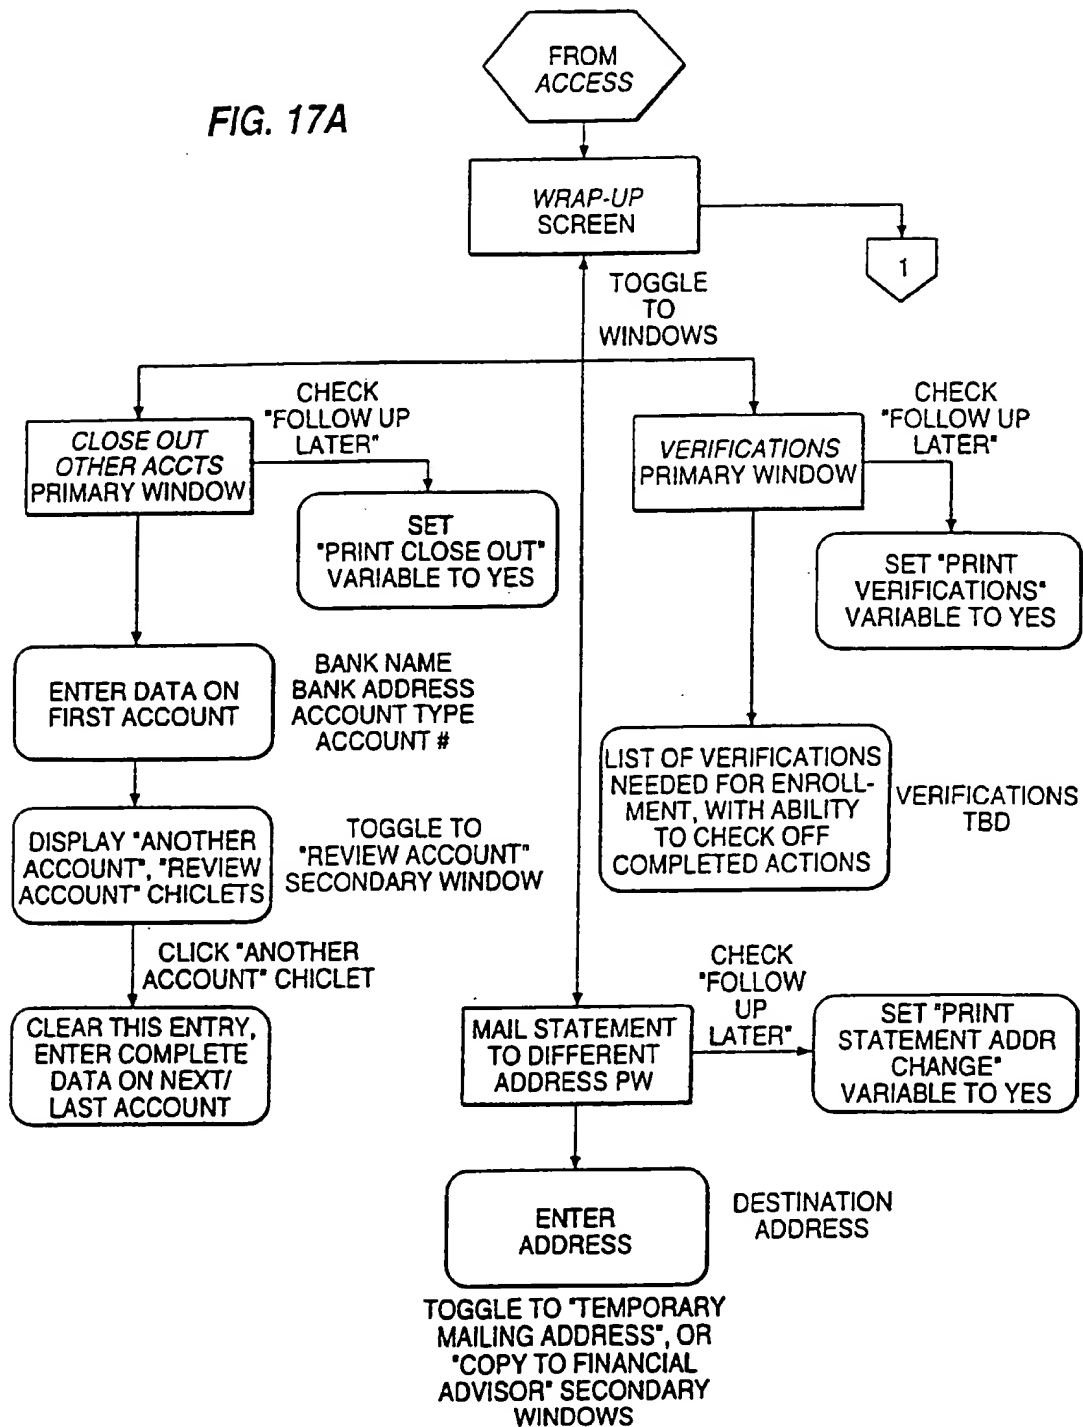 FROM
ACCESS
FIG. 17A
WRAP-UP
SCREEN
1
TOGGLE
TO
WINDOWS
CLOSE OUT
OTHER ACCTS
PRIMARY WINDOW
CHECK
"FOLLOW UP
LATER"
SET
"PRINT CLOSE OUT"
VARIABLE TO YES
VERIFICATIONS
PRIMARY WINDOW
CHECK
"FOLLOW UP
LATER"
SET "PRINT
VERIFICATIONS"
VARIABLE TO YES
ENTER DATA ON
FIRST ACCOUNT
BANK NAME
BANK ADDRESS
ACCOUNT TYPE
ACCOUNT #
LIST OF VERIFICATIONS
NEEDED FOR ENROLL-
MENT, WITH ABILITY
TO CHECK OFF
COMPLETED ACTIONS
VERIFICATIONS
TBD
DISPLAY "ANOTHER
ACCOUNT", "REVIEW
ACCOUNT" CHICLETS
TOGGLE TO
"REVIEW ACCOUNT"
SECONDARY WINDOW
CLICK "ANOTHER
ACCOUNT" CHICLET
CLEAR THIS ENTRY,
ENTER COMPLETE
DATA ON NEXT/
LAST ACCOUNT
MAIL STATEMENT
TO DIFFERENT
ADDRESS PW
CHECK
"FOLLOW
UP
LATER"
SET "PRINT
STATEMENT ADDR
CHANGE"
VARIABLE TO YES
ENTER
ADDRESS
DESTINATION
ADDRESS
TOGGLE TO "TEMPORARY
MAILING ADDRESS", OR
"COPY TO FINANCIAL
ADVISOR" SECONDARY
WINDOWS